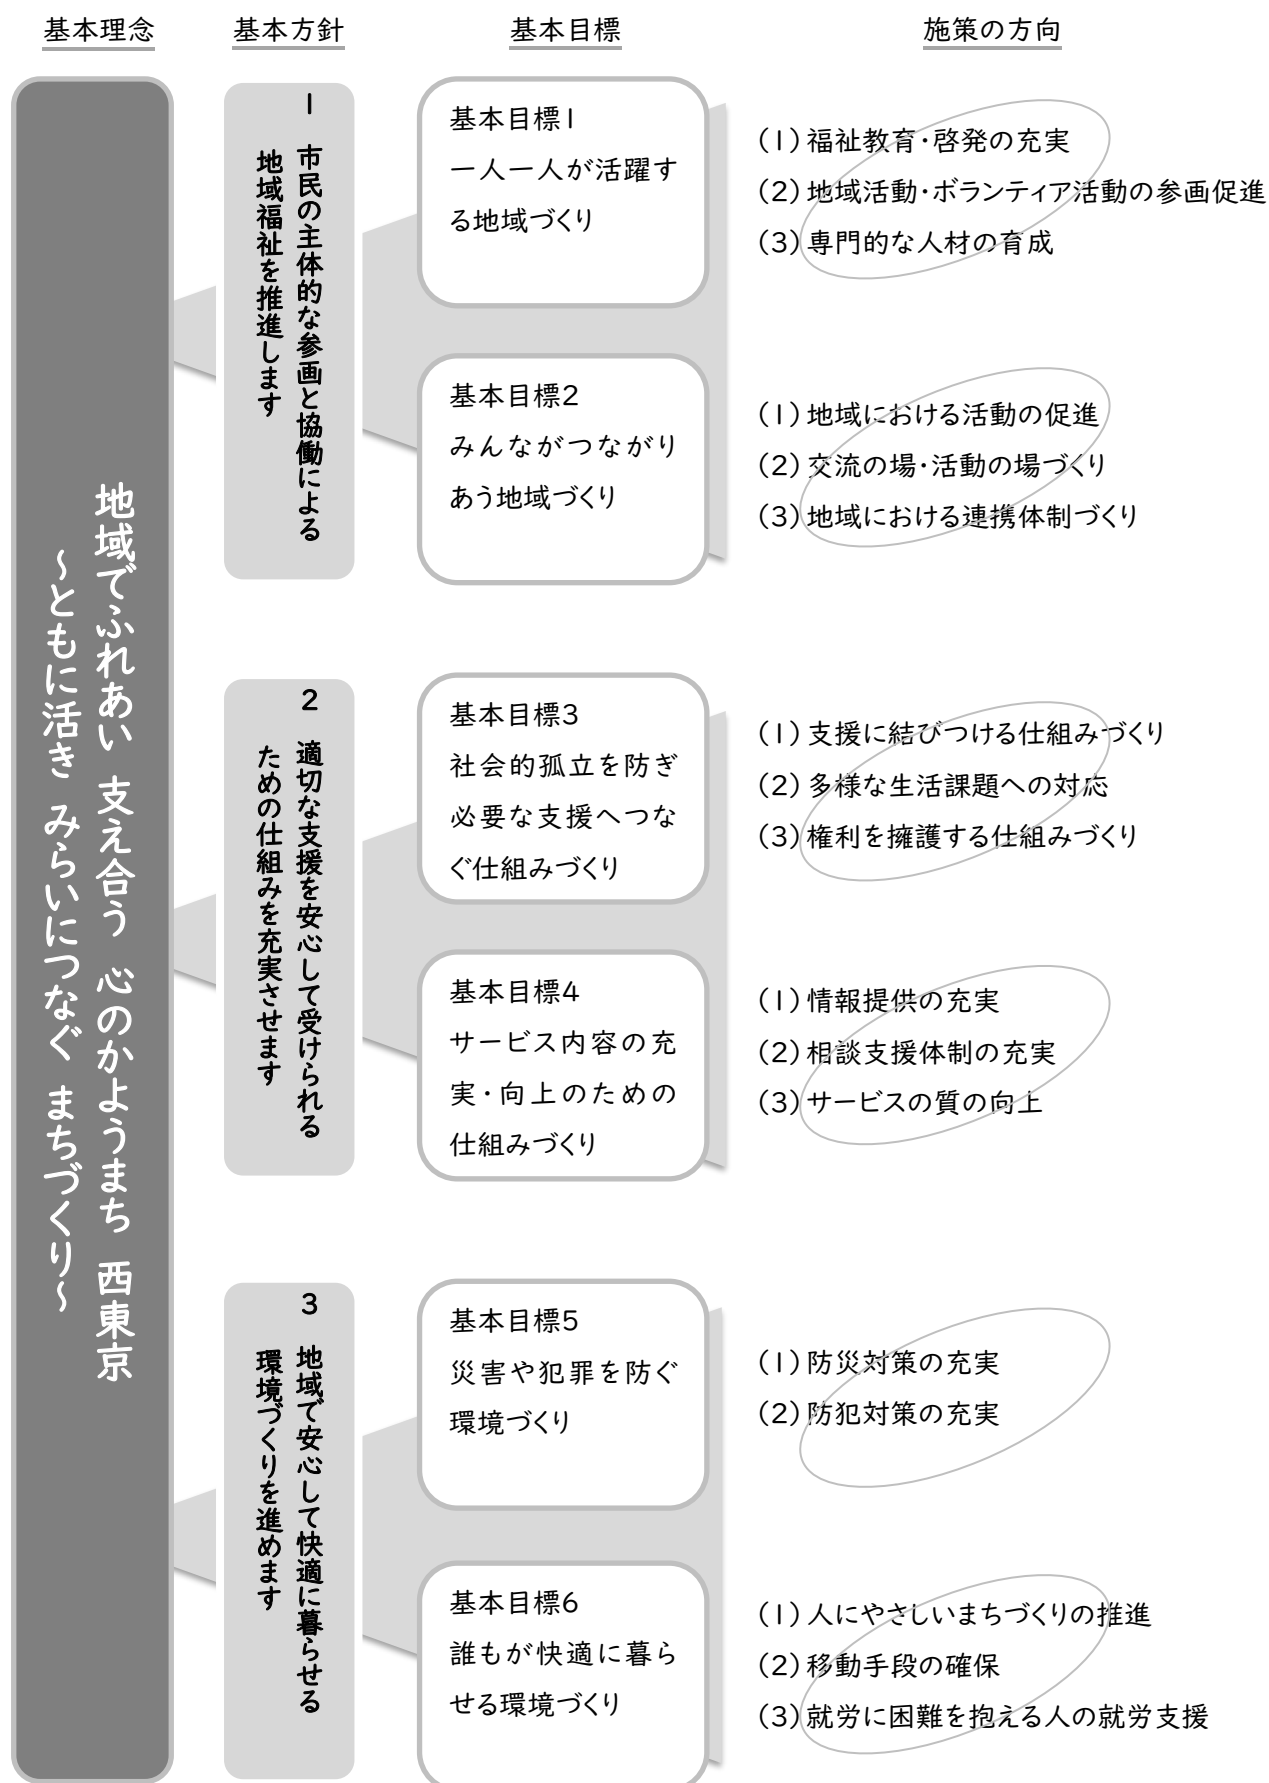 基本理念
基本方針
基本目標
施策の方向
地域でふれあい 支え合う 心のかようまち 西東京
～ともに活き みらいにつなぐ まちづくり～
1 市民の主体的な参画と協働による
地域福祉を推進します
基本目標1
一人一人が活躍す
る地域づくり
(1)福祉教育・啓発の充実
(2)地域活動・ボランティア活動の参画促進
(3)専門的な人材の育成
基本目標2
みんながつながり
あう地域づくり
(1)地域における活動の促進
(2)交流の場・活動の場づくり
(3)地域における連携体制づくり
2 適切な支援を安心して受けられる
ための仕組みを充実させます
基本目標3
社会的孤立を防ぎ
必要な支援へつな
ぐ仕組みづくり
(1)支援に結びつける仕組みづくり
(2)多様な生活課題への対応
(3)権利を擁護する仕組みづくり
基本目標4
サービス内容の充
実・向上のための
仕組みづくり
(1)情報提供の充実
(2)相談支援体制の充実
(3)サービスの質の向上
3 地域で安心して快適に暮らせる
環境づくりを進めます
基本目標5
災害や犯罪を防ぐ
環境づくり
(1)防災対策の充実
(2)防犯対策の充実
基本目標6
誰もが快適に暮ら
せる環境づくり
(1)人にやさしいまちづくりの推進
(2)移動手段の確保
(3)就労に困難を抱える人の就労支援